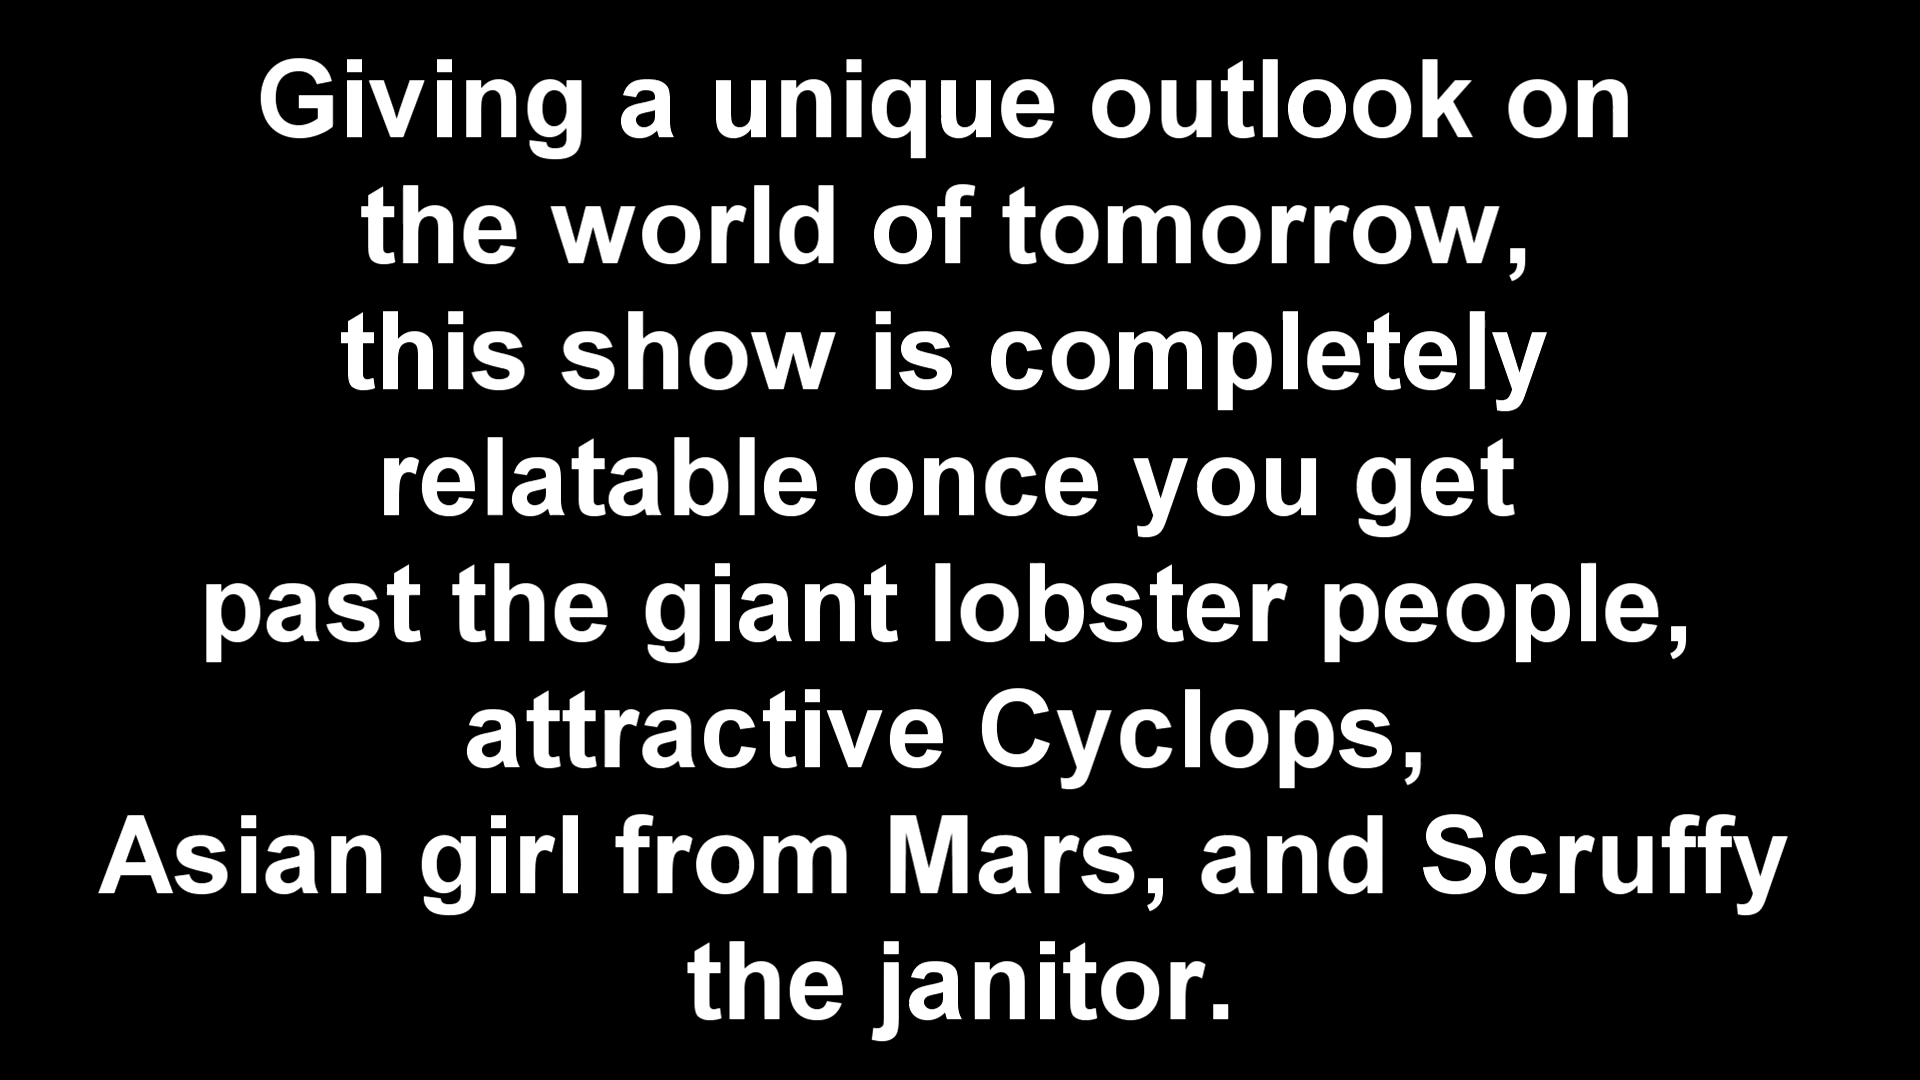 Giving a unique outlook on
the world of tomorrow,
this show is completely
relatable once you get
past the giant lobster people,
attractive Cyclops,
Asian girl from Mars, and Scruffy
the janitor.